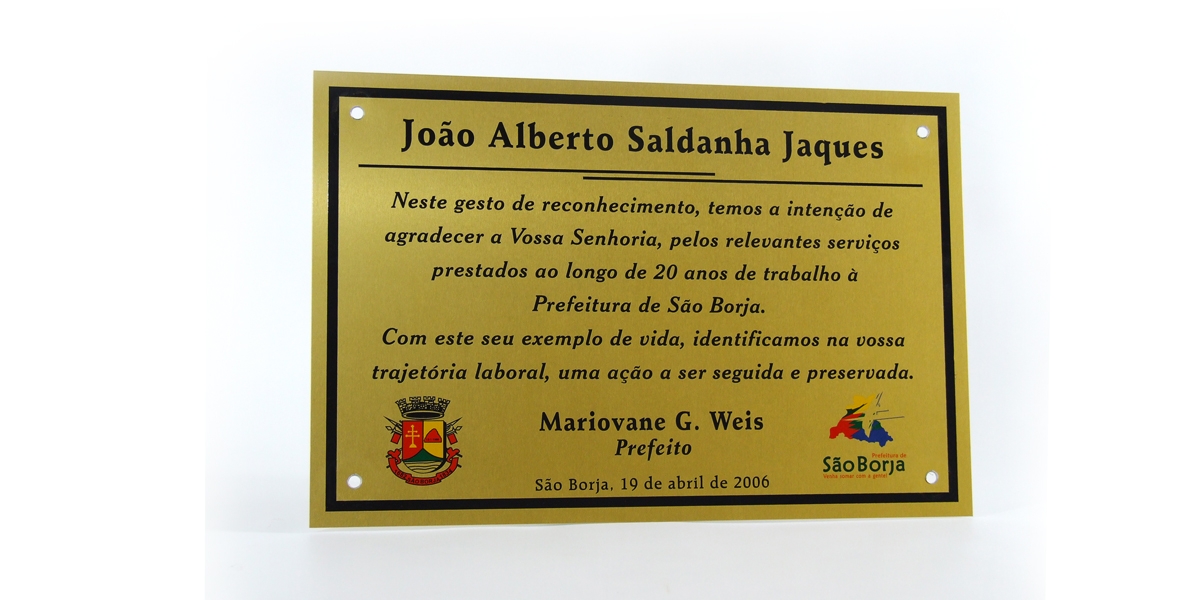 João Alberto Saldanha Jaques
Neste gesto de reconhecimento, temos a intenção de
agradecer a Vossa Senhoria, pelos relevantes serviços
prestados ao longo de 20 anos de trabalho à
Prefeitura de São Borja.
Com este seu exemplo de vida, identificamos na vossa
trajetória laboral, uma ação a ser seguida e preservada.
Mariovane G. Weis
Prefeito
São Borja, 19 de abril de 2006
SÃO BORJA
Prefeitura de
São Borja